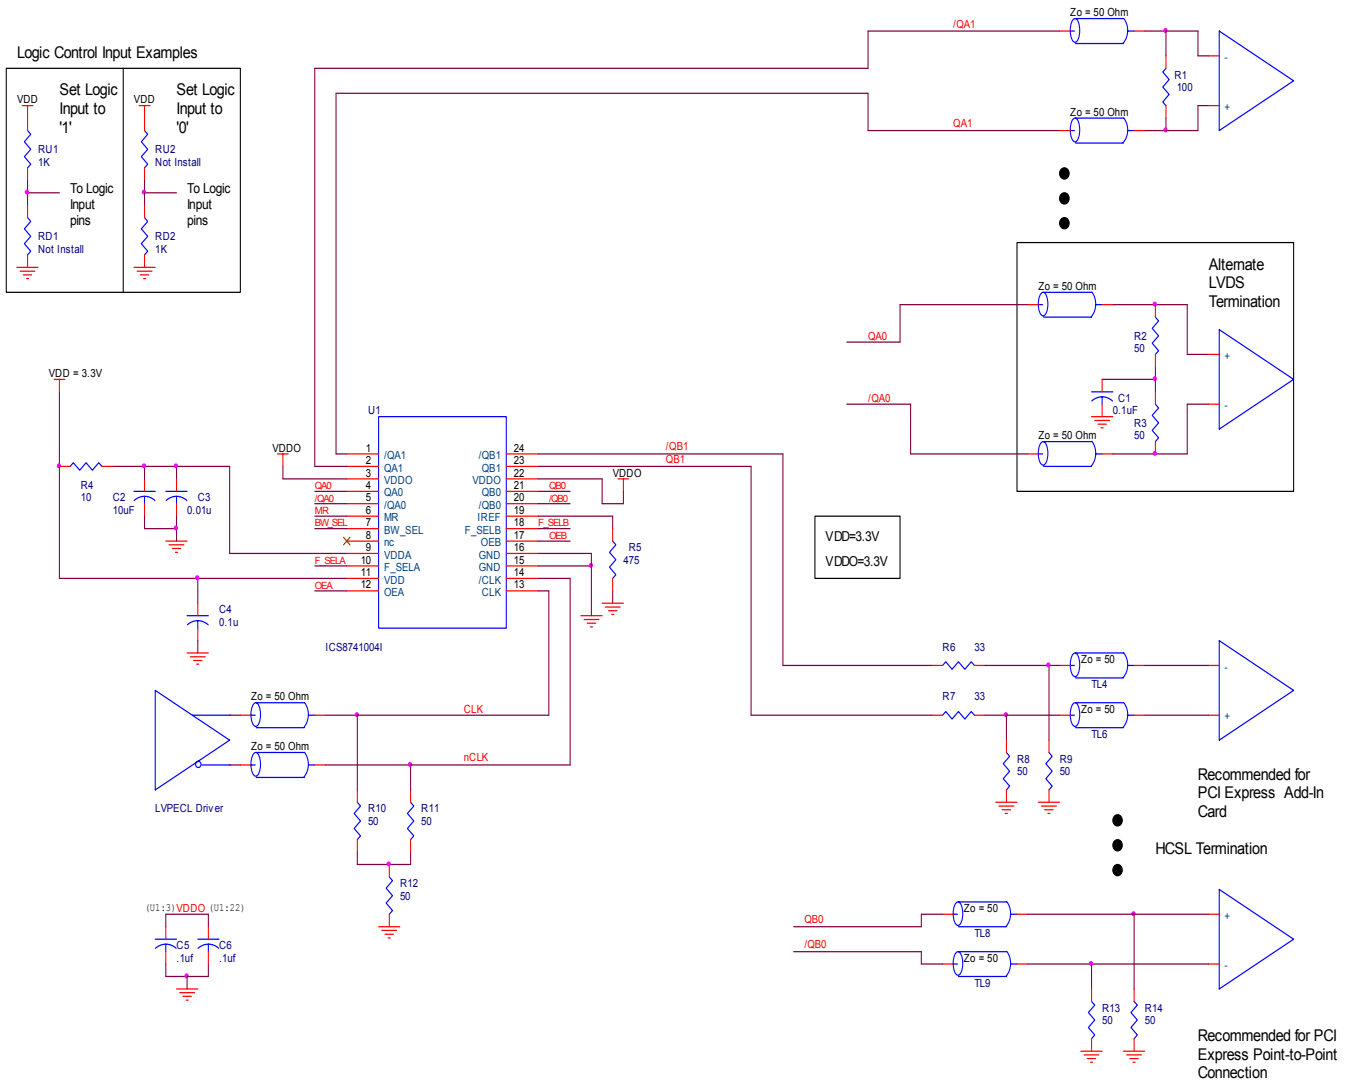 Logic Control Input Examples
VDD
Set Logic
Input to
'1'
RU1
1K
To Logic
Input
pins
RD1
Not Install
VDD
Set Logic
Input to
'0'
RU2
Not Install
To Logic
Input
pins
RD2
1K
/QA1
Zo = 50 Ohm
R1
100
-
+
QA1
Zo = 50 Ohm
Alternate
LVDS
Termination
Zo = 50 Ohm
QA0
R2
50
+
-
C1
0.1uF
/QA0
R3
50
Zo = 50 Ohm
VDD = 3.3V
R4
10
C2
10uF
C3
0.01u
C4
0.1u
VDDO
QA0
/QA0
MR
BW_SEL
F_SELA
OEA
U1
1
2
3
4
5
6
7
8
9
10
11
12
/QA1
QA1
VDDO
QA0
/QA0
MR
BW_SEL
nc
VDDA
F_SELA
VDD
OEA
/QB1
QB1
VDDO
QB0
/QB0
IREF
F_SELB
OEB
GND
GND
/CLK
CLK
24
23
22
21
20
19
18
17
16
15
14
13
ICS8741004I
/QB1
QB1
VDDO
QB0
/QB0
F_SELB
OEB
R5
475
VDD=3.3V
VDDO=3.3V
R6 33
Zo = 50
TL4
R7 33
Zo = 50
TL6
-
+
R8
50
R9
50
Recommended for
PCI Express Add-In
Card
HCSL Termination
Zo = 50 Ohm
CLK
Zo = 50 Ohm
nCLK
LVPECL Driver
R10
50
R11
50
R12
50
(U1:3) VDDO (U1:22)
C5
.1uf
C6
.1uf
QB0
Zo = 50
TL8
/QB0
Zo = 50
TL9
+
-
R13
50
R14
50
Recommended for PCI
Express Point-to-Point
Connection